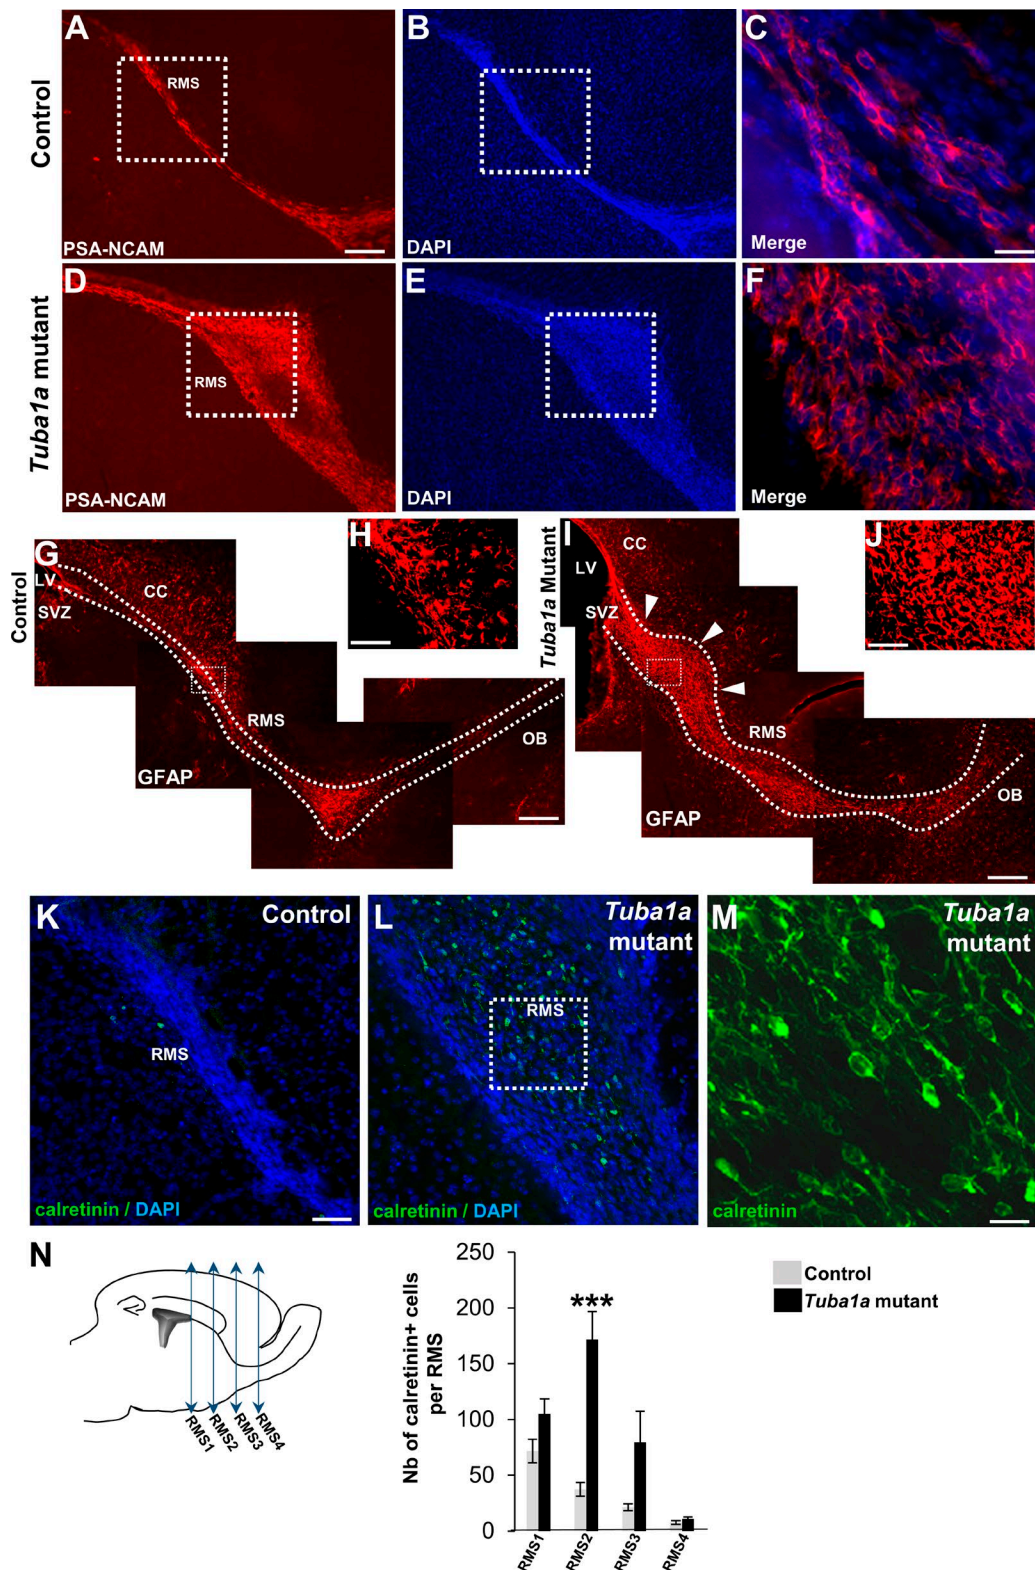 Control
A
RMS
PSA-NCAM
B
DAPI
C
Merge
Tuba1a mutant
D
RMS
PSA-NCAM
E
DAPI
F
Merge
Control
G
LV
SVZ
CC
RMS
GFAP
OB
H
Tuba1a Mutant
I
CC
LV
SVZ
RMS
GFAP
OB
J
K
Control
RMS
calretinin / DAPI
L
Tuba1a
mutant
RMS
calretinin / DAPI
M
Tuba1a
mutant
calretinin
N
RMS1
RMS2
RMS3
RMS4
Nb of calretinin+ cells
per RMS
250
200
150
100
50
0
***
RMS1
RMS2
RMS3
RMS4
Control
Tuba1a mutant